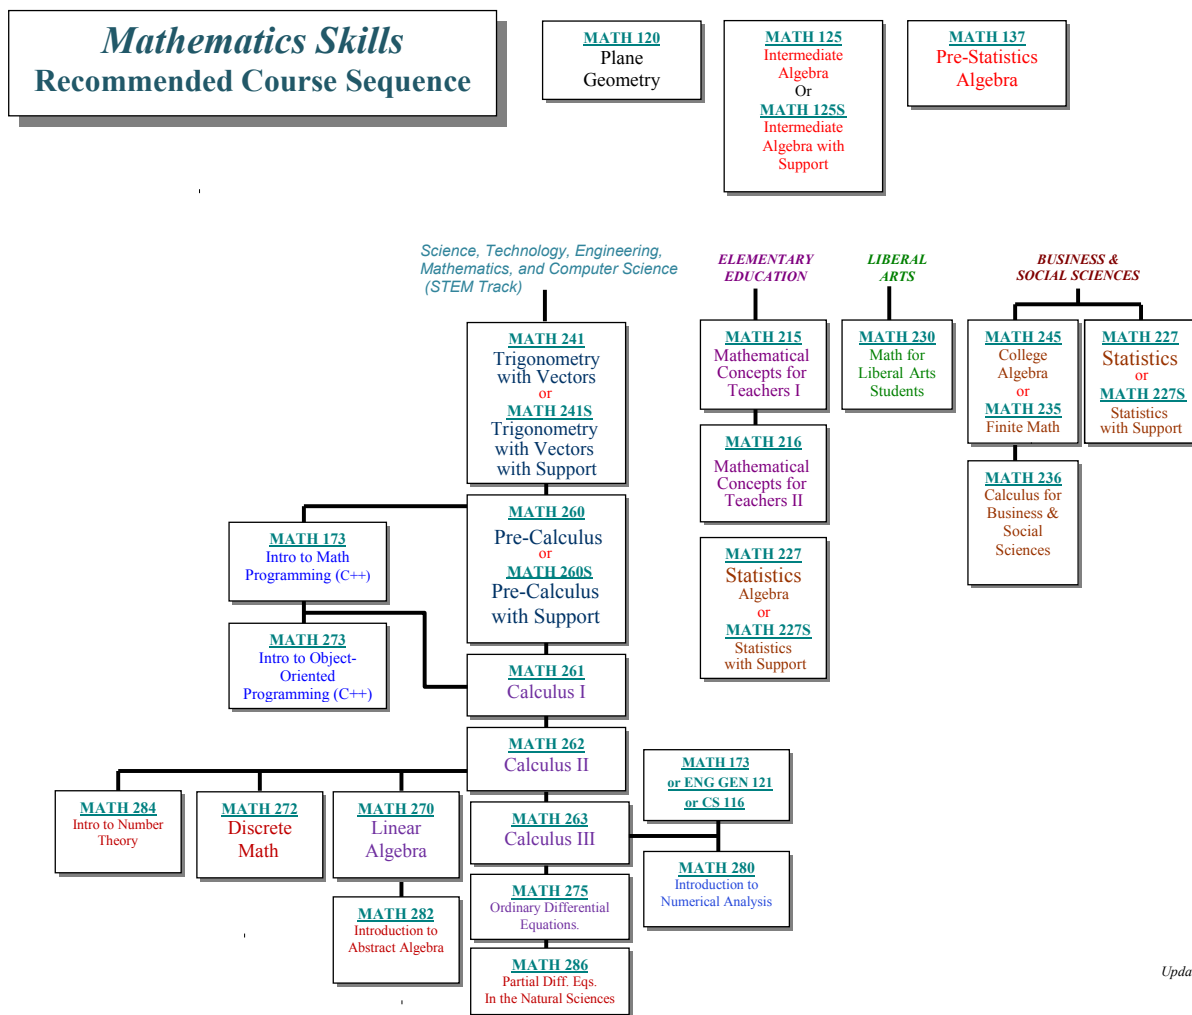 Mathematics Skills
Recommended Course Sequence
MATH 120
Plane
Geometry
MATH 125
Intermediate
Algebra
Or
MATH 125S
Intermediate
Algebra with
Support
MATH 137
Pre-Statistics
Algebra
Science, Technology, Engineering,
Mathematics, and Computer Science
(STEM Track)
MATH 241
Trigonometry
with Vectors
or
MATH 241S
Trigonometry
with Vectors
with Support
MATH 260
Pre-Calculus
or
MATH 260S
Pre-Calculus
with Support
MATH 173
Intro to Math
Programming (C++)
MATH 273
Intro to Object-
Oriented
Programming (C++)
MATH 261
Calculus I
MATH 262
Calculus II
MATH 284
Intro to Number
Theory
MATH 272
Discrete
Math
MATH 270
Linear
Algebra
MATH 282
Introduction to
Abstract Algebra
MATH 263
Calculus III
MATH 275
Ordinary Differential
Equations.
MATH 286
Partial Diff. Eqs.
In the Natural Sciences
MATH 173
or ENG GEN 121
or CS 116
MATH 280
Introduction to
Numerical Analysis
ELEMENTARY
EDUCATION
MATH 215
Mathematical
Concepts for
Teachers I
MATH 216
Mathematical
Concepts for
Teachers II
MATH 227
Statistics
Algebra
or
MATH 227S
Statistics
with Support
LIBERAL
ARTS
MATH 230
Math for
Liberal Arts
Students
BUSINESS &
SOCIAL SCIENCES
MATH 245
College
Algebra
or
MATH 235
Finite Math
MATH 236
Calculus for
Business &
Social
Sciences
MATH 227
Statistics
or
MATH 227S
Statistics
with Support
Upda